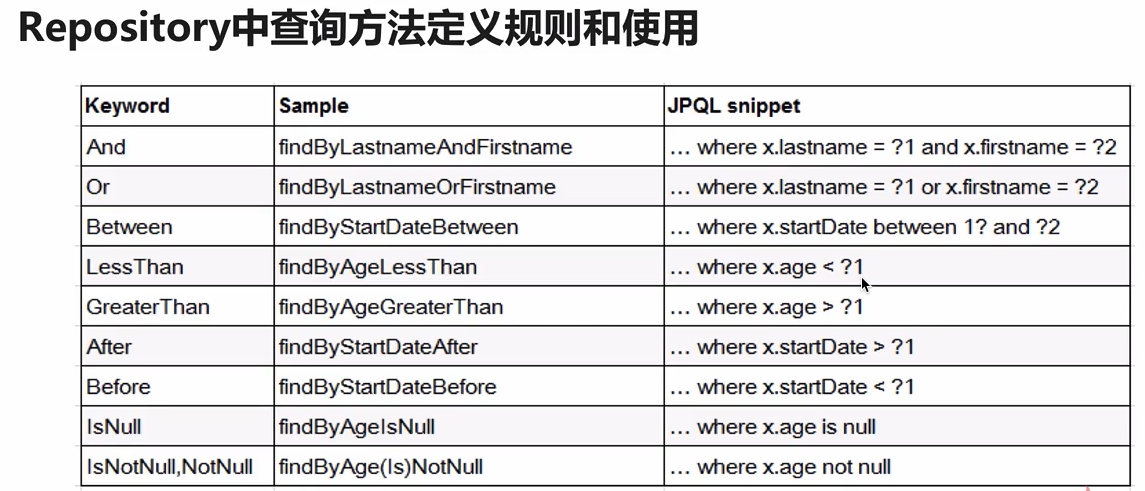 Repository中查询方法定义规则和使用
Keyword Sample JPQL snippet
And findByLastnameAndFirstname … where x.lastname = ?1 and x.firstname = ?2
Or findByLastnameOrFirstname … where x.lastname = ?1 or x.firstname = ?2
Between findByStartDateBetween … where x.startDate between 1? and ?2
LessThan findByAgeLessThan … where x.age < ?1
GreaterThan findByAgeGreaterThan … where x.age > ?1
After findByStartDateAfter … where x.startDate > ?1
Before findByStartDateBefore … where x.startDate < ?1
IsNull findByAgeIsNull … where x.age is null
IsNotNull,NotNull findByAge(Is)NotNull … where x.age not null